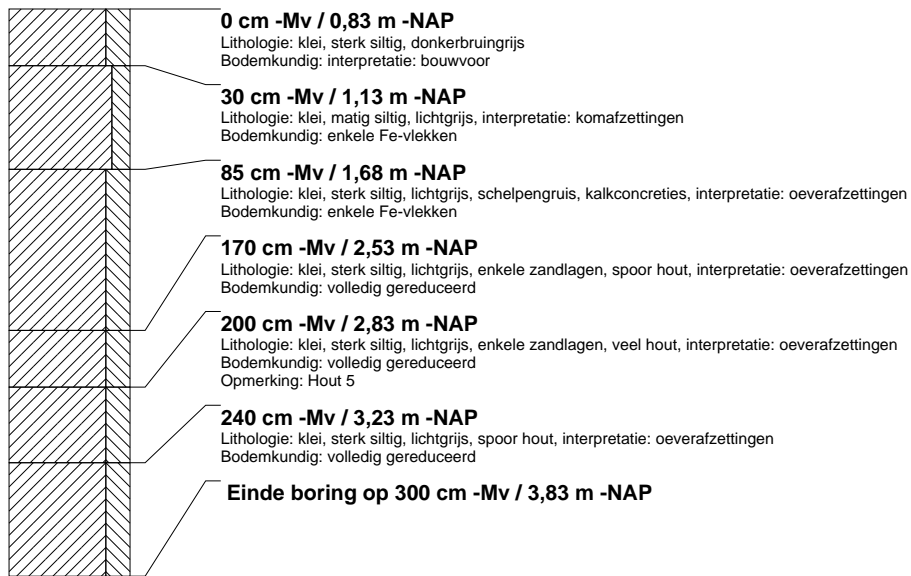 0 cm -Mv / 0,83 m -NAP
Lithologie: klei, sterk siltig, donkerbruingrijs
Bodemkundig: interpretatie: bouwvoor
30 cm -Mv / 1,13 m -NAP
Lithologie: klei, matig siltig, lichtgrijs, interpretatie: komafzettingen
Bodemkundig: enkele Fe-vlekken
85 cm -Mv / 1,68 m -NAP
Lithologie: klei, sterk siltig, lichtgrijs, schelpengruis, kalkconcreties, interpretatie: oeverafzettingen
Bodemkundig: enkele Fe-vlekken
170 cm -Mv / 2,53 m -NAP
Lithologie: klei, sterk siltig, lichtgrijs, enkele zandlagen, spoor hout, interpretatie: oeverafzettingen
Bodemkundig: volledig gereduceerd
200 cm -Mv / 2,83 m -NAP
Lithologie: klei, sterk siltig, lichtgrijs, enkele zandlagen, veel hout, interpretatie: oeverafzettingen
Bodemkundig: volledig gereduceerd
Opmerking: Hout 5
240 cm -Mv / 3,23 m -NAP
Lithologie: klei, sterk siltig, lichtgrijs, spoor hout, interpretatie: oeverafzettingen
Bodemkundig: volledig gereduceerd
Einde boring op 300 cm -Mv / 3,83 m -NAP